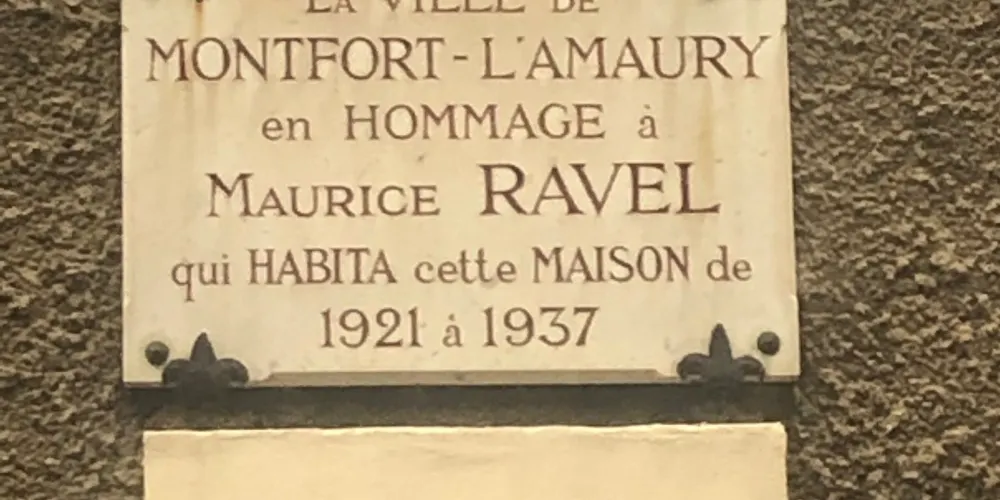 LA VILLE DE
MONTFORT-L'AMAURY
en HOMMAGE à
MAURICE RAVEL
qui HABITA cette MAISON de
1921 à 1937